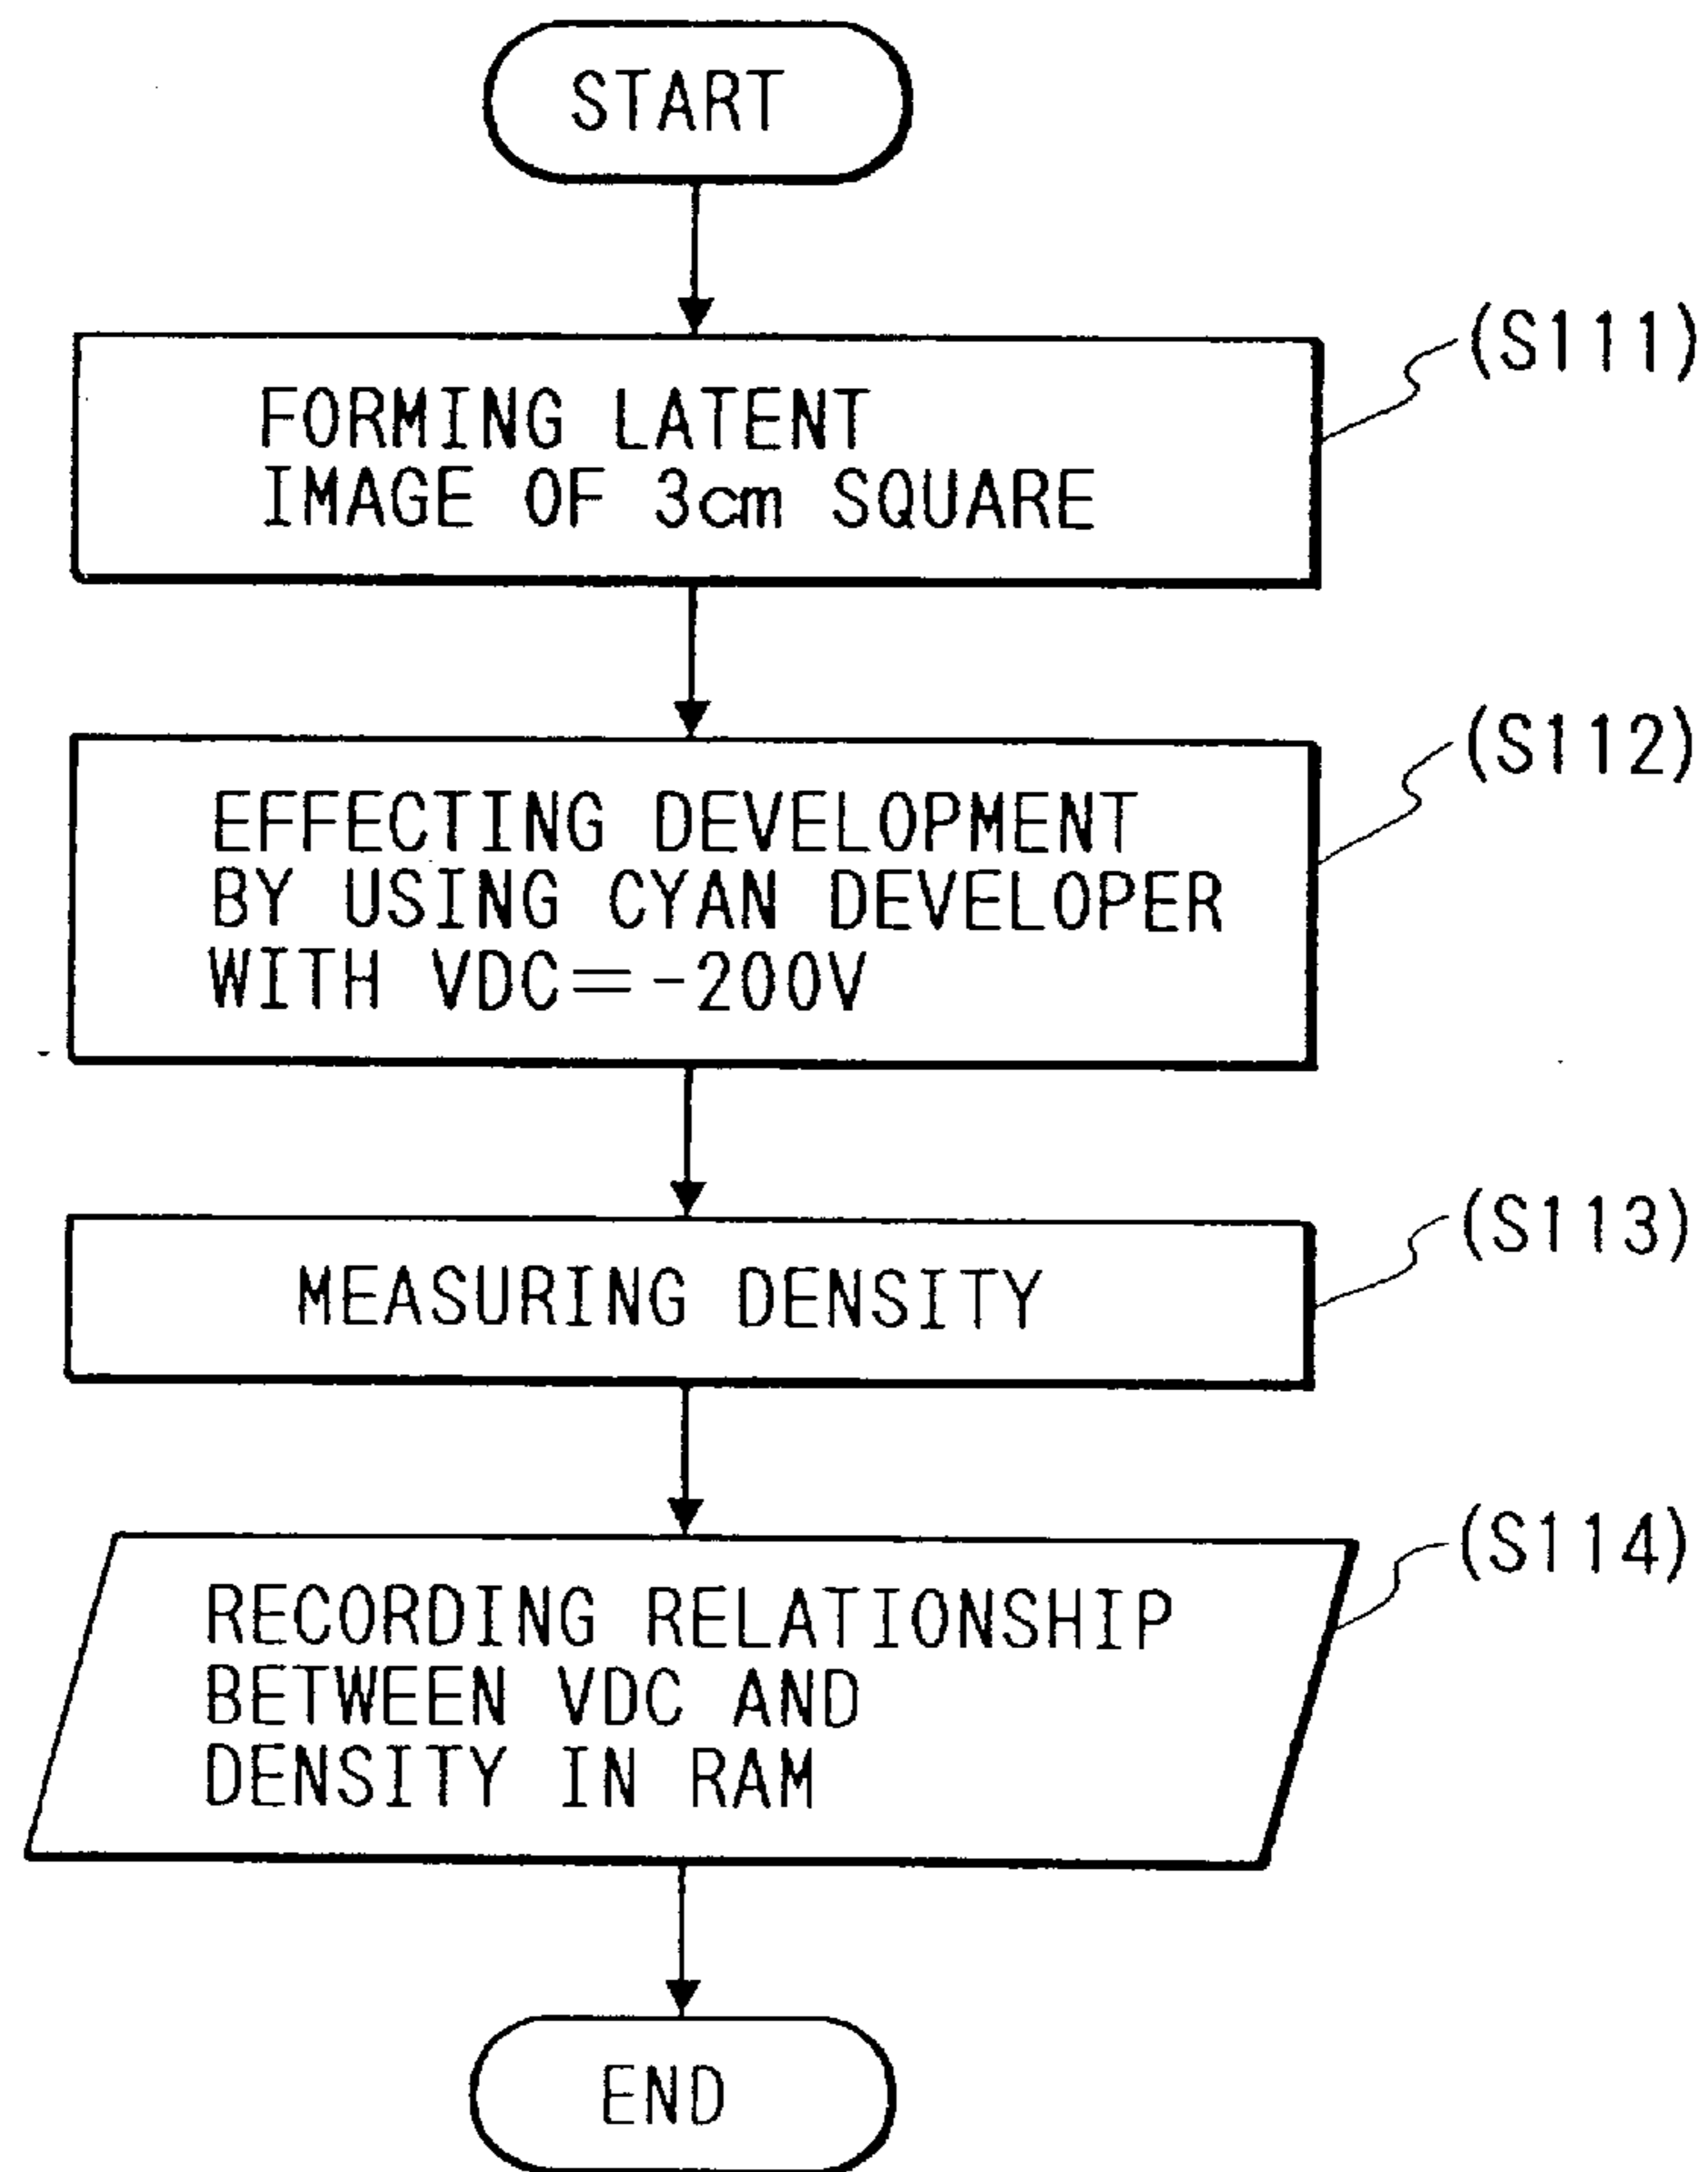 START
(S111)
FORMING LATENT
IMAGE OF 3cm SQUARE
(S112)
EFFECTING DEVELOPMENT
BY USING CYAN DEVELOPER
WITH VDC=-200V
(S113)
MEASURING DENSITY
(S114)
RECORDING RELATIONSHIP
BETWEEN VDC AND
DENSITY IN RAM
END